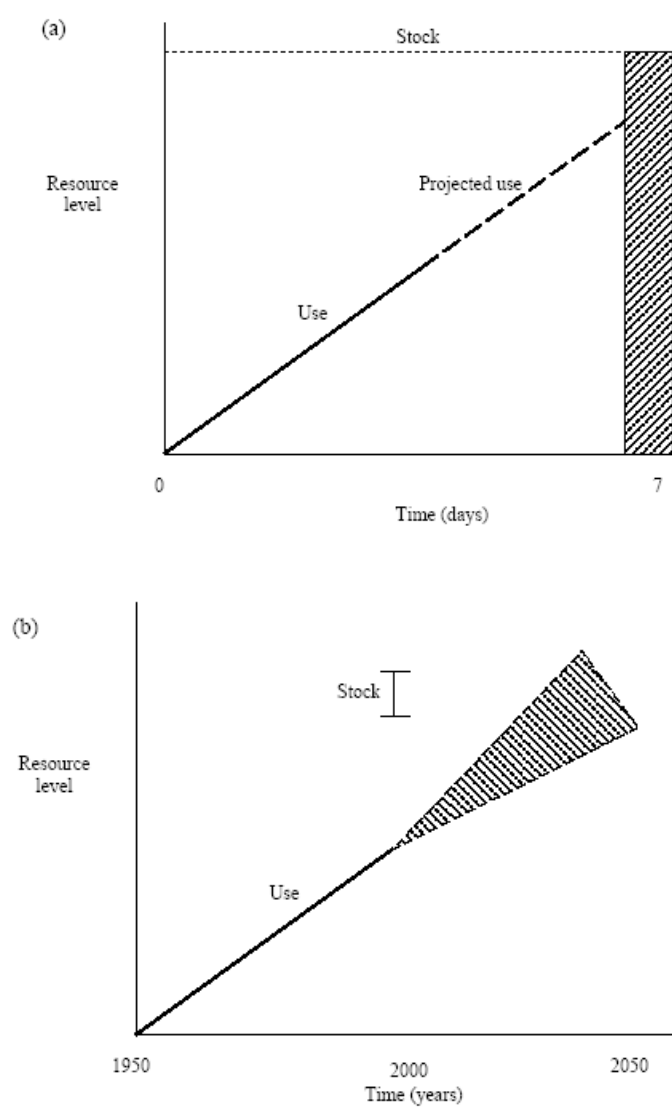 (a)
Stock
Resource
level
Projected use
Use
0
7
Time (days)
(b)
Stock
Resource
level
Use
1950
2000
2050
Time (years)